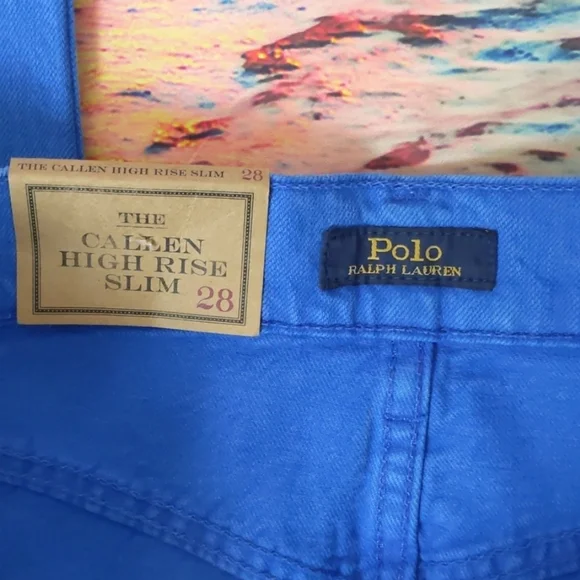 THE CALLEN HIGH RISE SLIM 28
THE
CALLEN
HIGH RISE
SLIM 28
Polo
RALPH LAUREN